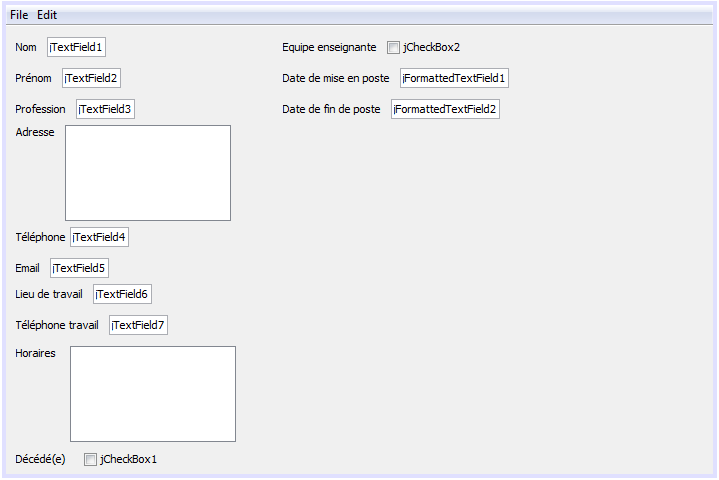 File Edit
Nom jTextField1
Prénom jTextField2
Profession jTextField3
Adresse
Téléphone jTextField4
Email jTextField5
Lieu de travail jTextField6
Téléphone travail jTextField7
Horaires
Décédé(e) jCheckBox1
Equipe enseignante jCheckBox2
Date de mise en poste jFormattedTextField1
Date de fin de poste jFormattedTextField2